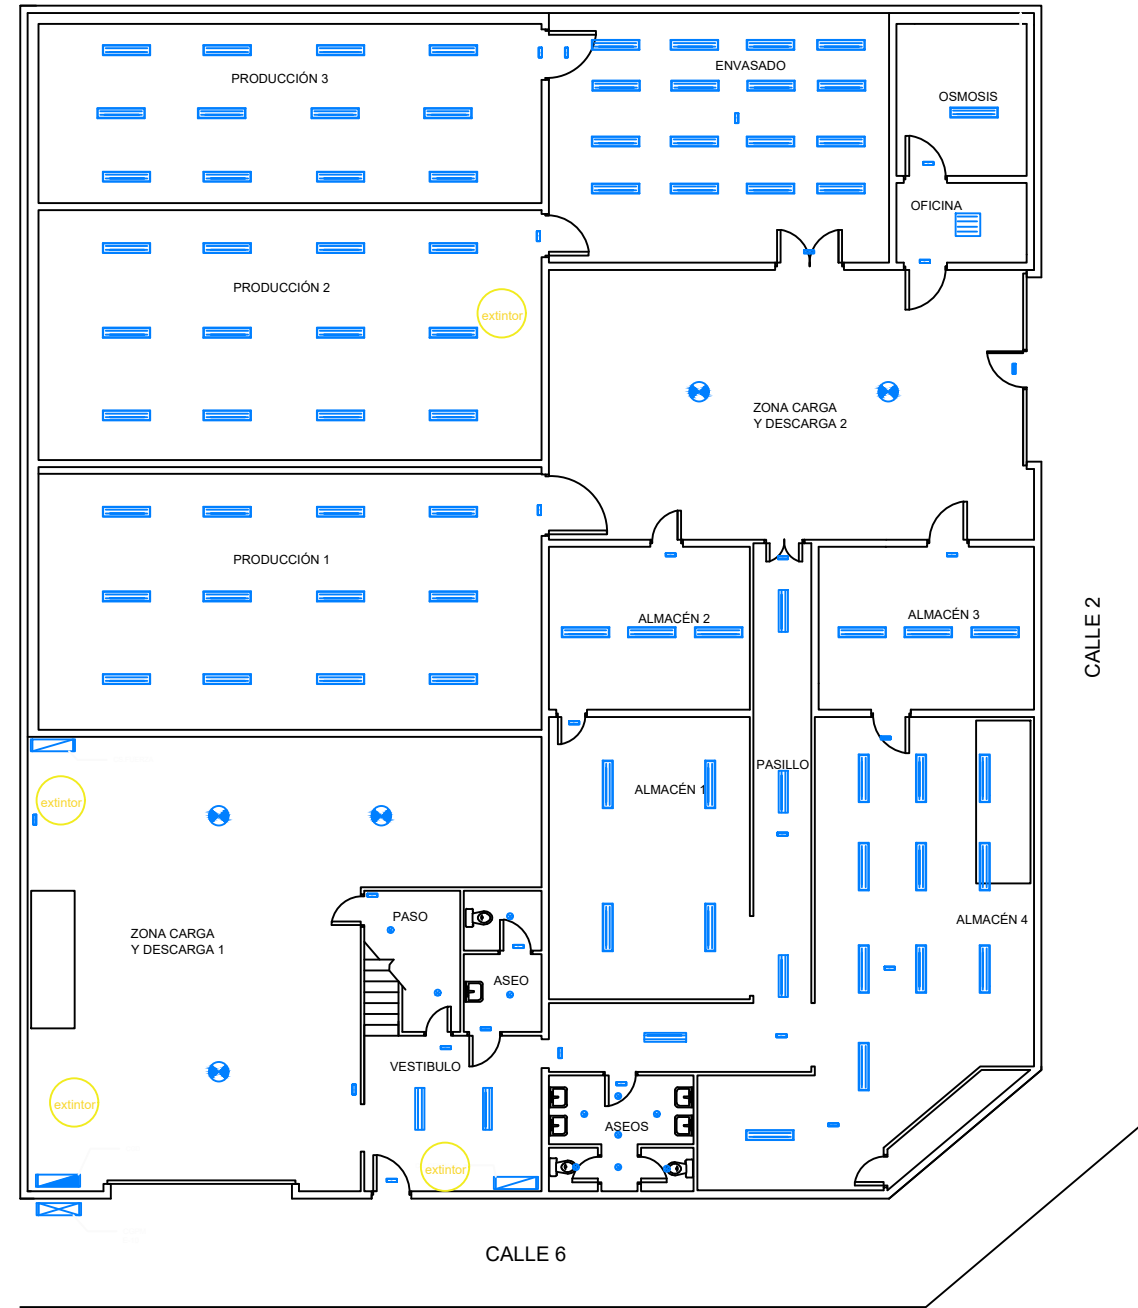 PRODUCCIÓN 3
ENVASADO
OSMOSIS
OFICINA
PRODUCCIÓN 2
extintor
ZONA CARGA
Y DESCARGA 2
PRODUCCIÓN 1
ALMACÉN 2
ALMACÉN 3
CALLE 2
PASILLO
ALMACÉN 1
extintor
PASO
ALMACÉN 4
ZONA CARGA
Y DESCARGA 1
ASEO
VESTIBULO
extintor
ASEOS
extintor
CALLE 6